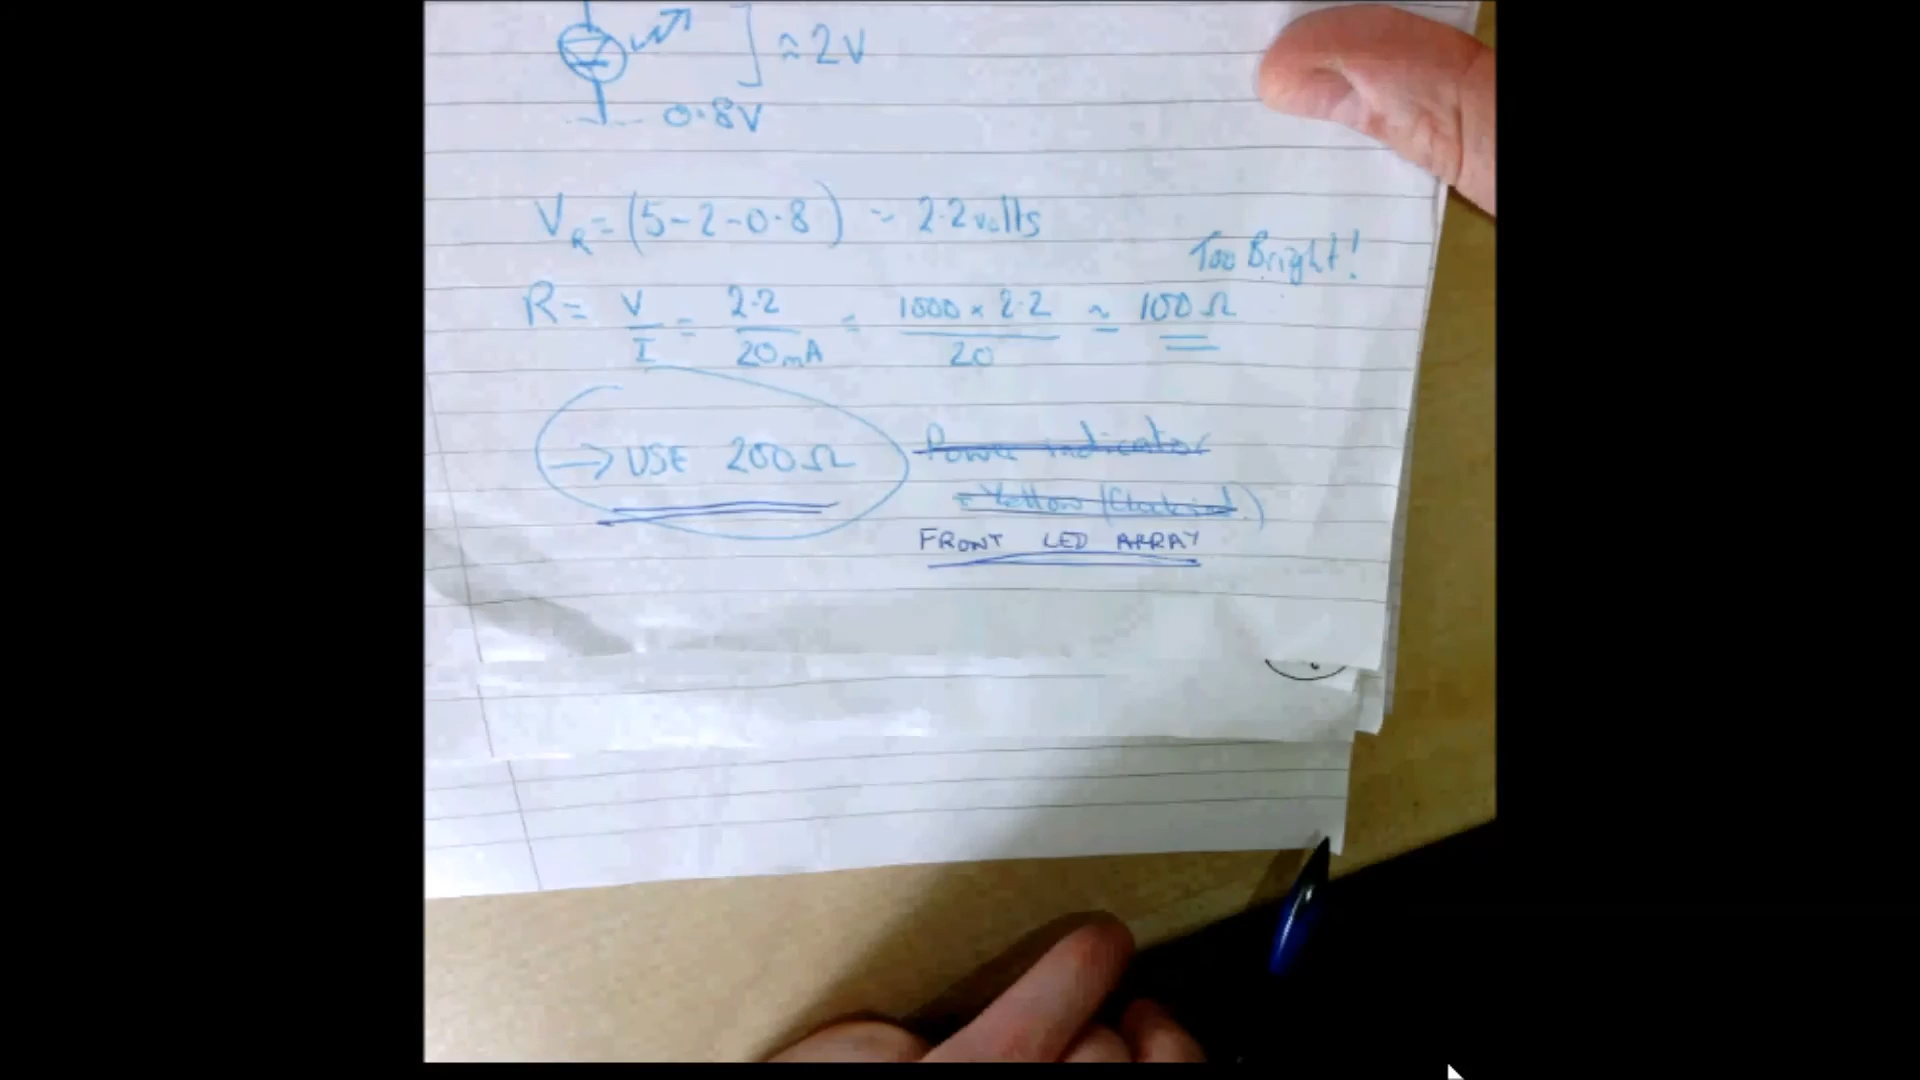 ≈ 2V
0.8V
V_R = (5-2-0.8) ~ 2.2 volts
Too Bright!
R = V/I = 2.2/20mA = 1000 × 2.2/20 ≃ 100Ω
→ USE 200Ω
Power indicator
- Yellow
FRONT LED ARRAY